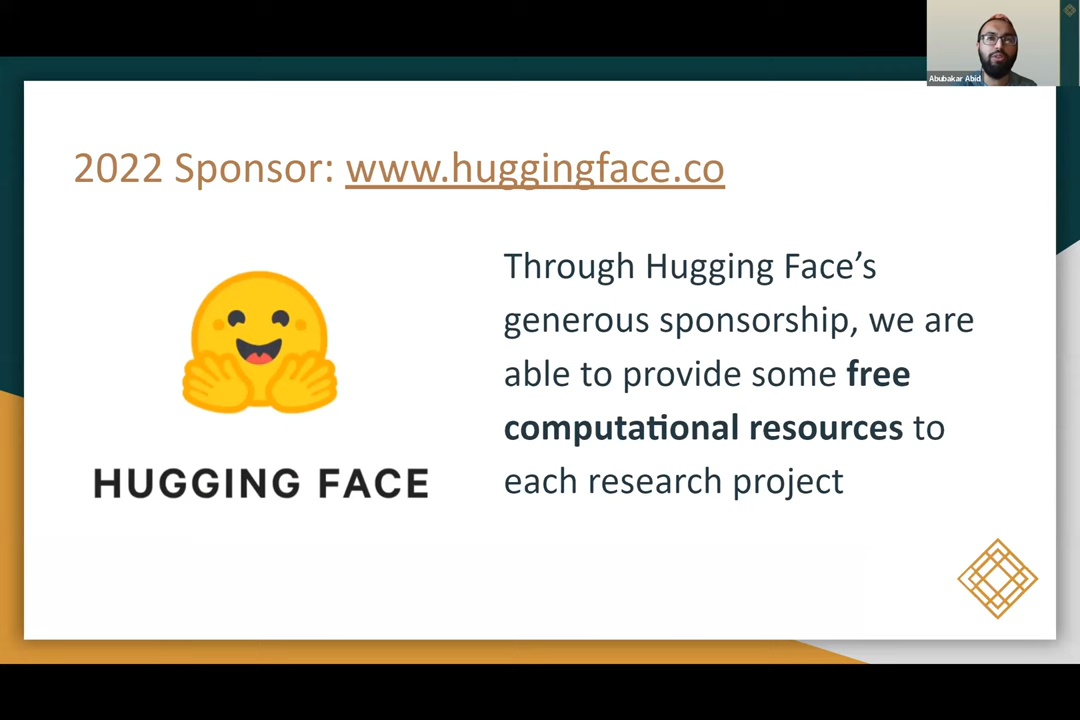 Abubakar Abid
2022 Sponsor: www.huggingface.co
Through Hugging Face’s
generous sponsorship, we are
able to provide some free
computational resources to
each research project
HUGGING FACE